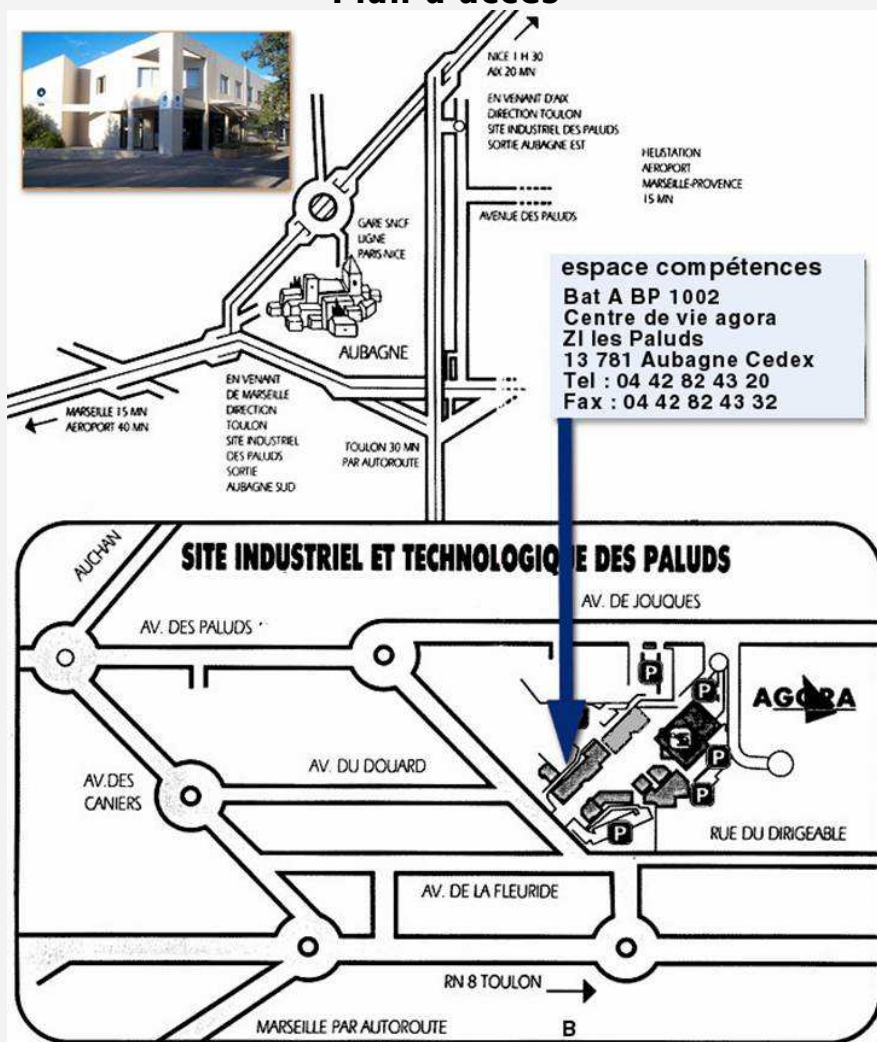 Plan d'accès
NICE 1 H 30
AIX 20 MN
EN VENANT D'AIX
DIRECTION TOULON
SITE INDUSTRIEL DES PALUDS
SORTIE AUBAGNE EST
HELISTATION
AEROPORT
MARSEILLE-PROVENCE
15 MN
AVENUE DES PALUDS
GARE SNCF
LIGNE
PARIS-NICE
AUBAGNE
espace compétences
Bat A BP 1002
Centre de vie agora
ZI les Paluds
13 781 Aubagne Cedex
Tel : 04 42 82 43 20
Fax : 04 42 82 43 32
MARSEILLE 15 MN
AEROPORT 40 MN
EN VENANT
DE MARSEILLE
DIRECTION
TOULON
SITE INDUSTRIEL
DES PALUDS
SORTIE
AUBAGNE SUD
TOULON 30 MN
PAR AUTOROUTE
AUCHAN
SITE INDUSTRIEL ET TECHNOLOGIQUE DES PALUDS
AV. DE JOUQUES
AV. DES PALUDS
P
P
P
AGORA
AV. DU DOUARD
AV. DES
CANIERS
P
P
P
RUE DU DIRIGEABLE
AV. DE LA FLEURIDE
RN 8 TOULON
MARSEILLE PAR AUTOROUTE
B